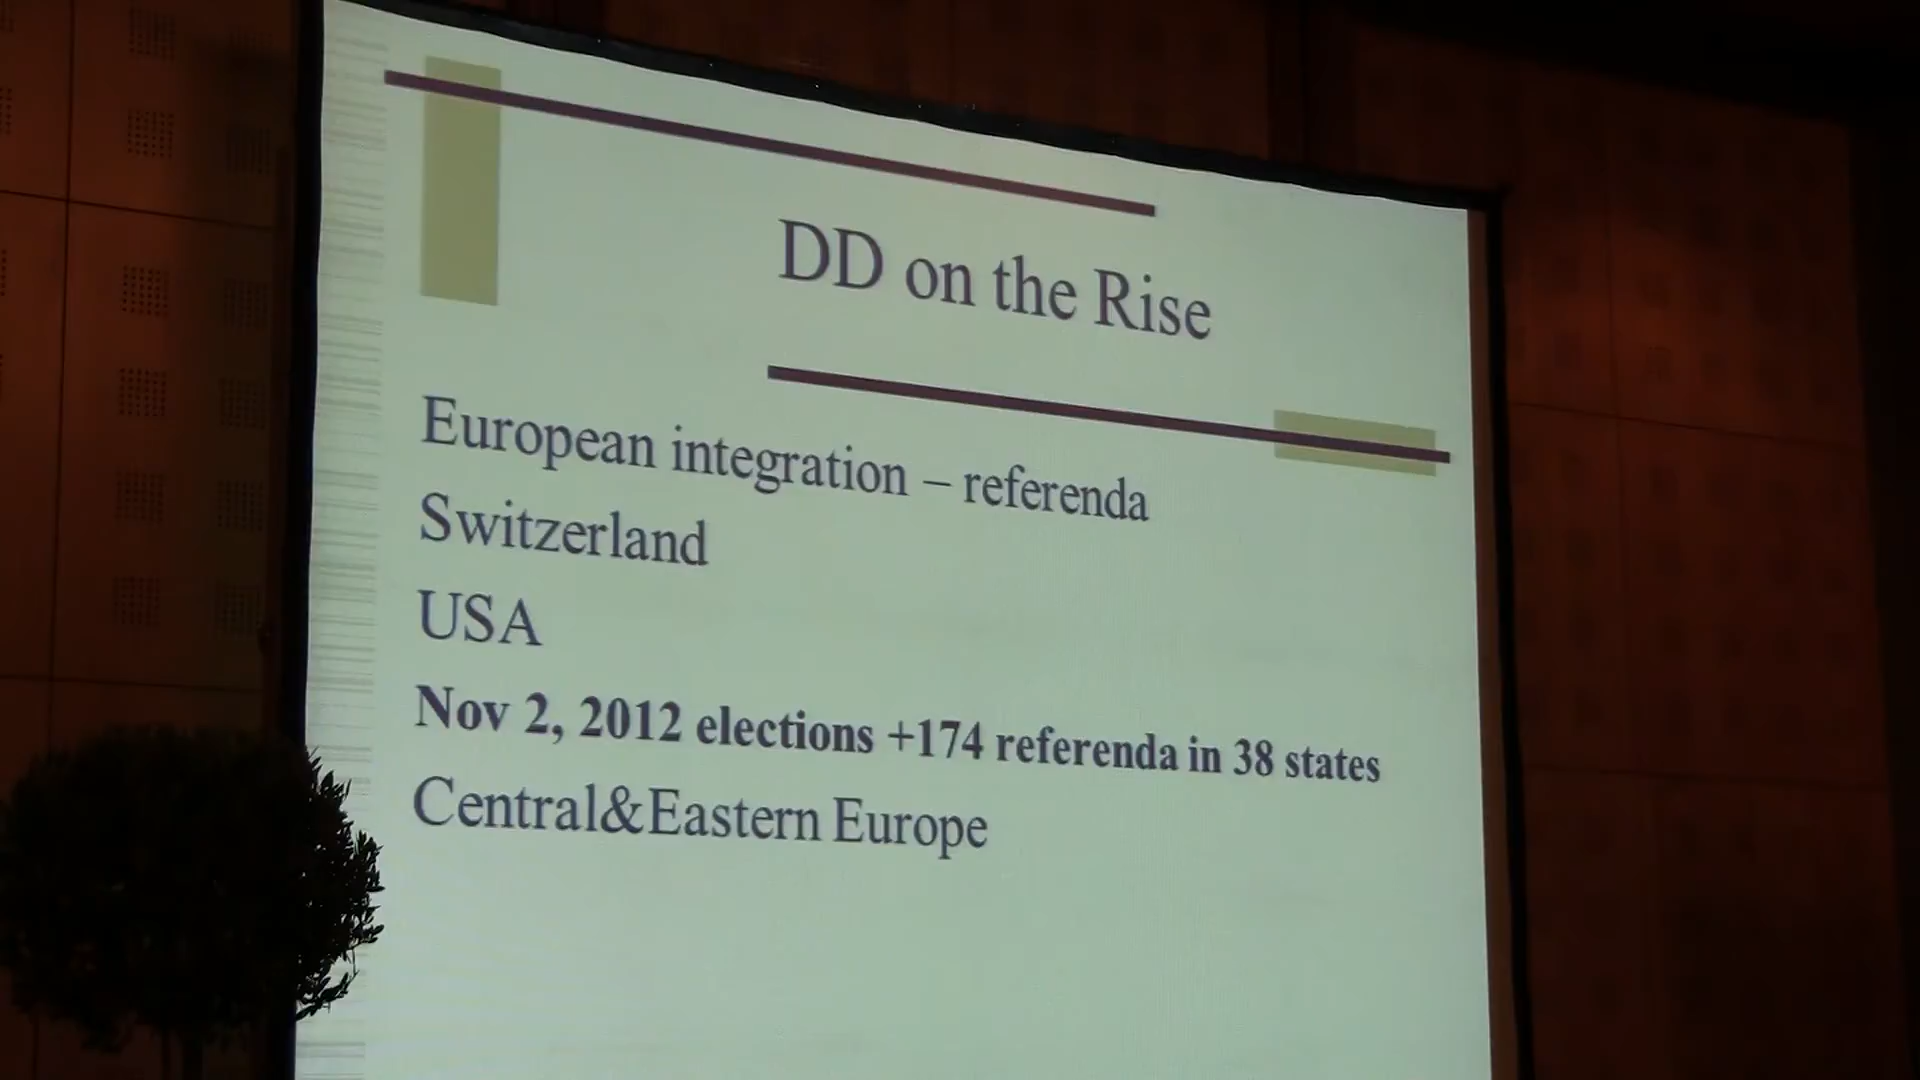 DD on the Rise
European integration – referenda
Switzerland
USA
Nov 2, 2012 elections +174 referenda in 38 states
Central&Eastern Europe